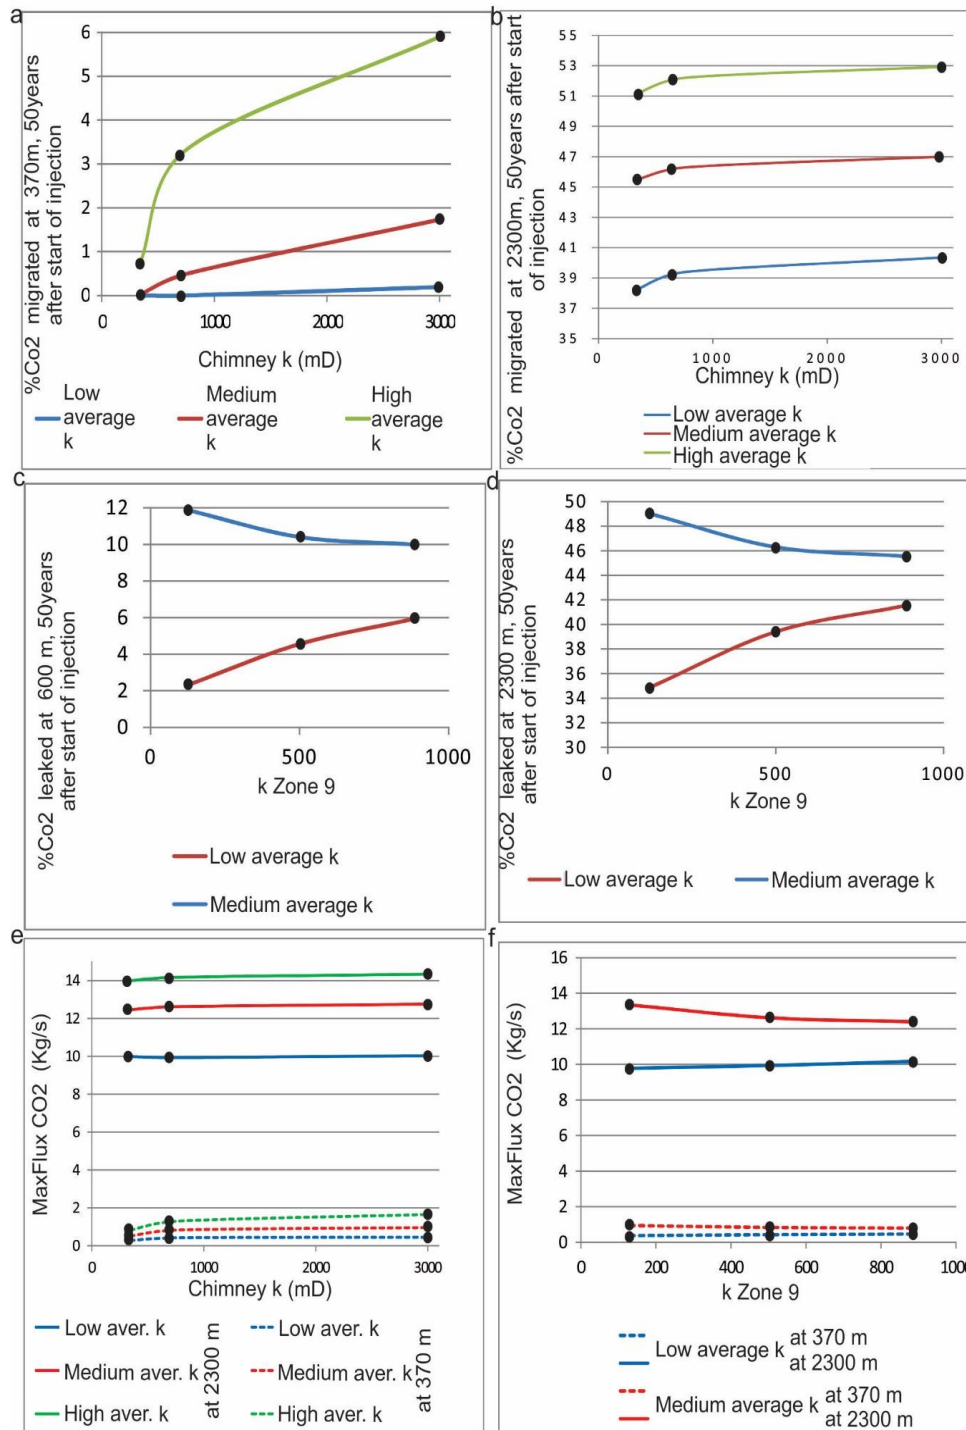 a
%Co2 migrated at 370m, 50years
after start of injection
6
5
4
3
2
1
0
0 1000 2000 3000
Chimney k (mD)
Low average k
Medium average k
High average k
b
%Co2 migrated at 2300m, 50years after start
of injection
55
53
51
49
47
45
43
41
39
37
35
0 1000 2000 3000
Chimney k (mD)
Low average k
Medium average k
High average k
c
%Co2 leaked at 600 m, 50years
after start of injection
12
10
8
6
4
2
0
0 500 1000
k Zone 9
Low average k
Medium average k
d
%Co2 leaked at 2300 m, 50years
after start of injection
50
48
46
44
42
40
38
36
34
32
30
0 500 1000
k Zone 9
Low average k Medium average k
e
MaxFlux CO2 (Kg/s)
14
12
10
8
6
4
2
0
0 1000 2000 3000
Chimney k (mD)
Low aver. k
Medium aver. k
High aver. k
at 2300 m
Low aver. k
Medium aver. k
High aver. k
at 370 m
f
MaxFlux CO2 (Kg/s)
16
14
12
10
8
6
4
2
0
0 200 400 600 800 100
k Zone 9
Low average k at 370 m
at 2300 m
Medium average k at 370 m
at 2300 m